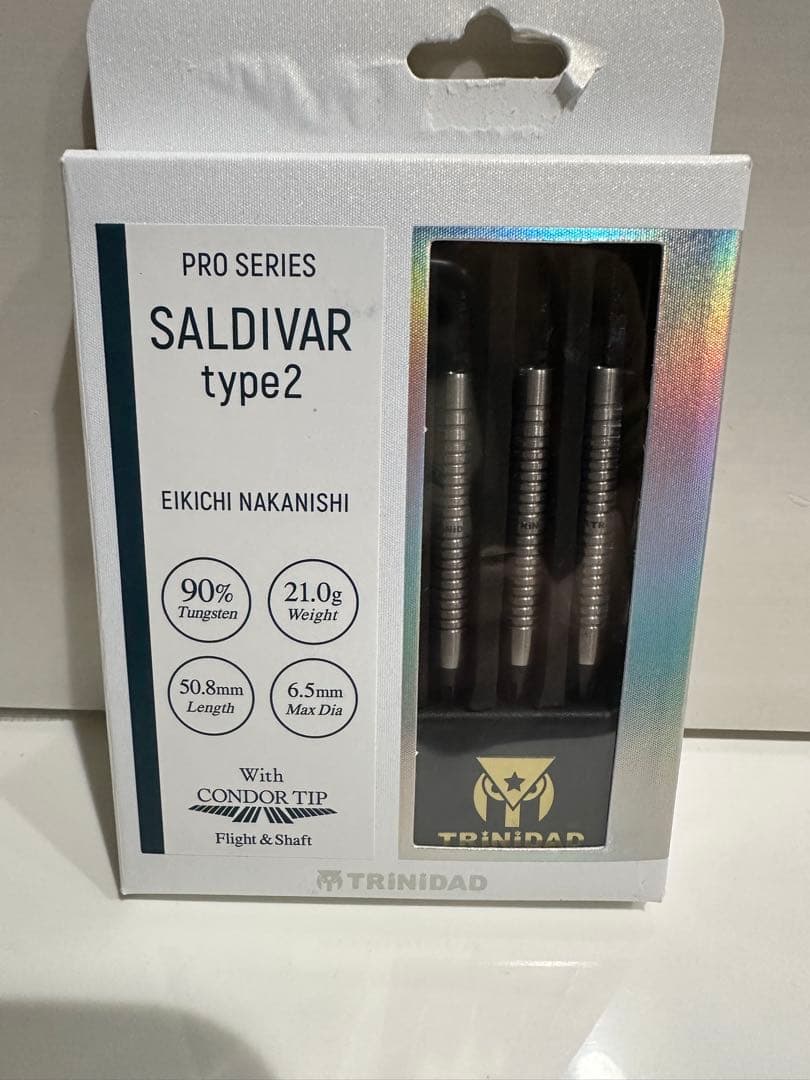 PRO SERIES
SALDIVAR
type2
EIKICHI NAKANISHI
90%
Tungsten
21.0g
Weight
50.8mm
Length
6.5mm
Max Dia
With
CONDOR TIP
Flight & Shaft
TRiNiDAD
TRiNiDAD